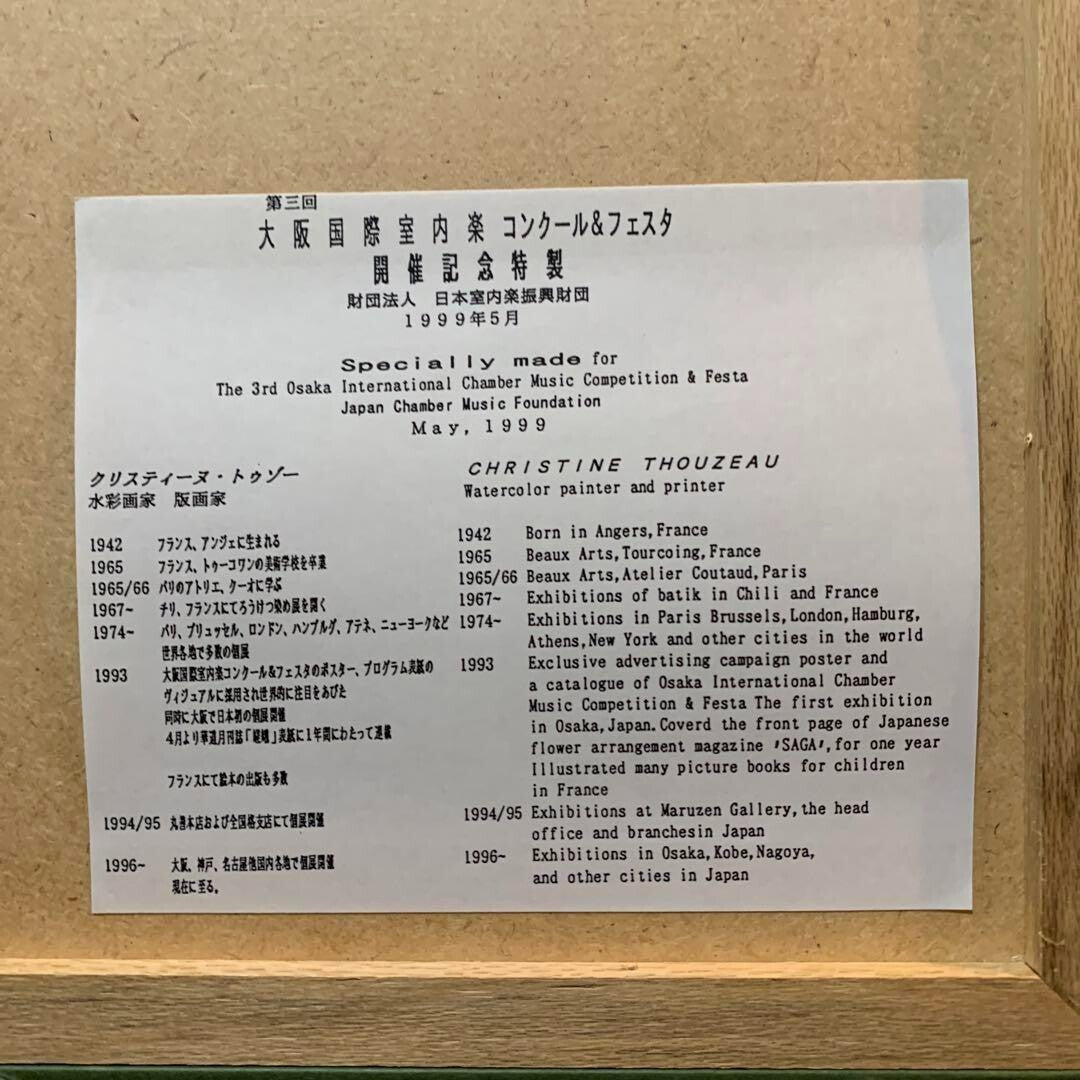 第三回
大阪国際室内楽 コンクール&フェスタ
開催記念特製
財団法人 日本室内楽振興財団
1999年5月
Specially made for
The 3rd Osaka International Chamber Music Competition & Festa
Japan Chamber Music Foundation
May, 1999
クリスティーヌ・トゥゾー
水彩画家 版画家
1942 フランス、アンジェに生まれる
1965 フランス、トゥーコワンの美術学校を卒業
1965/66 パリのアトリエ、クーオに学ぶ
1967~ チリ、フランスにてろうけつ染め展を開く
1974~ パリ、ブリュッセル、ロンドン、ハンブルグ、アテネ、ニューヨークなど
世界各地で多数の個展
1993 大阪国際室内楽コンクール&フェスタのポスター、プログラム表紙の
ヴィジュアルに採用され世界的に注目をあびた
同時に大阪で日本初の個展開催
4月より華道月刊誌「嵯峨」表紙に1年間にわたって連載
フランスにて絵本の出版も多数
1994/95 丸善本店および全国各支店にて個展開催
1996~ 大阪、神戸、名古屋他国内各地で個展開催
現在に至る。
CHRISTINE THOUZEAU
Watercolor painter and printer
1942 Born in Angers,France
1965 Beaux Arts,Tourcoing,France
1965/66 Beaux Arts,Atelier Coutaud,Paris
1967~ Exhibitions of batik in Chili and France
1974~ Exhibitions in Paris Brussels,London,Hamburg,
Athens,New York and other cities in the world
1993 Exclusive advertising campaign poster and
a catalogue of Osaka International Chamber
Music Competition & Festa The first exhibition
in Osaka,Japan.Coverd the front page of Japanese
flower arrangement magazine 'SAGA',for one year
Illustrated many picture books for children
in France
1994/95 Exhibitions at Maruzen Gallery,the head
office and branchesin Japan
1996~ Exhibitions in Osaka,Kobe,Nagoya,
and other cities in Japan